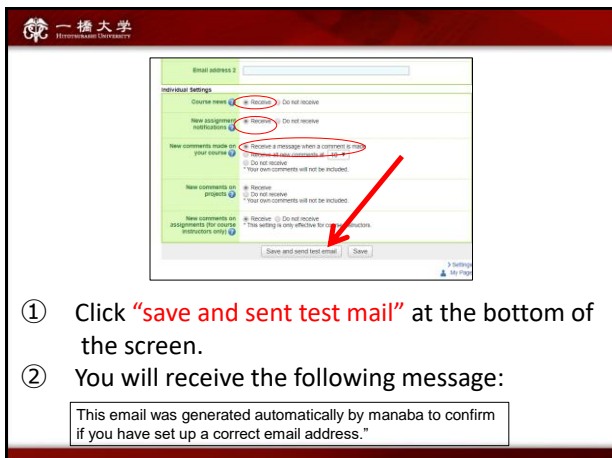 一橋大学
HITOTSUBASHI UNIVERSITY
Email address 2
Individual Settings
Course news Receive Do not receive
New assignment notifications Receive Do not receive
New comments made on your course Receive a message when a comment is made
Receive all new comments at
Do not receive
* Your own comments will not be included.
New comments on projects Receive
Do not receive
* Your own comments will not be included.
New comments on assignments (for course instructors only) Receive Do not receive
* This setting is only effective for course instructors
Save and send test email Save
Settings
My Page
① Click “save and sent test mail” at the bottom of
the screen.
② You will receive the following message:
This email was generated automatically by manaba to confirm
if you have set up a correct email address.”